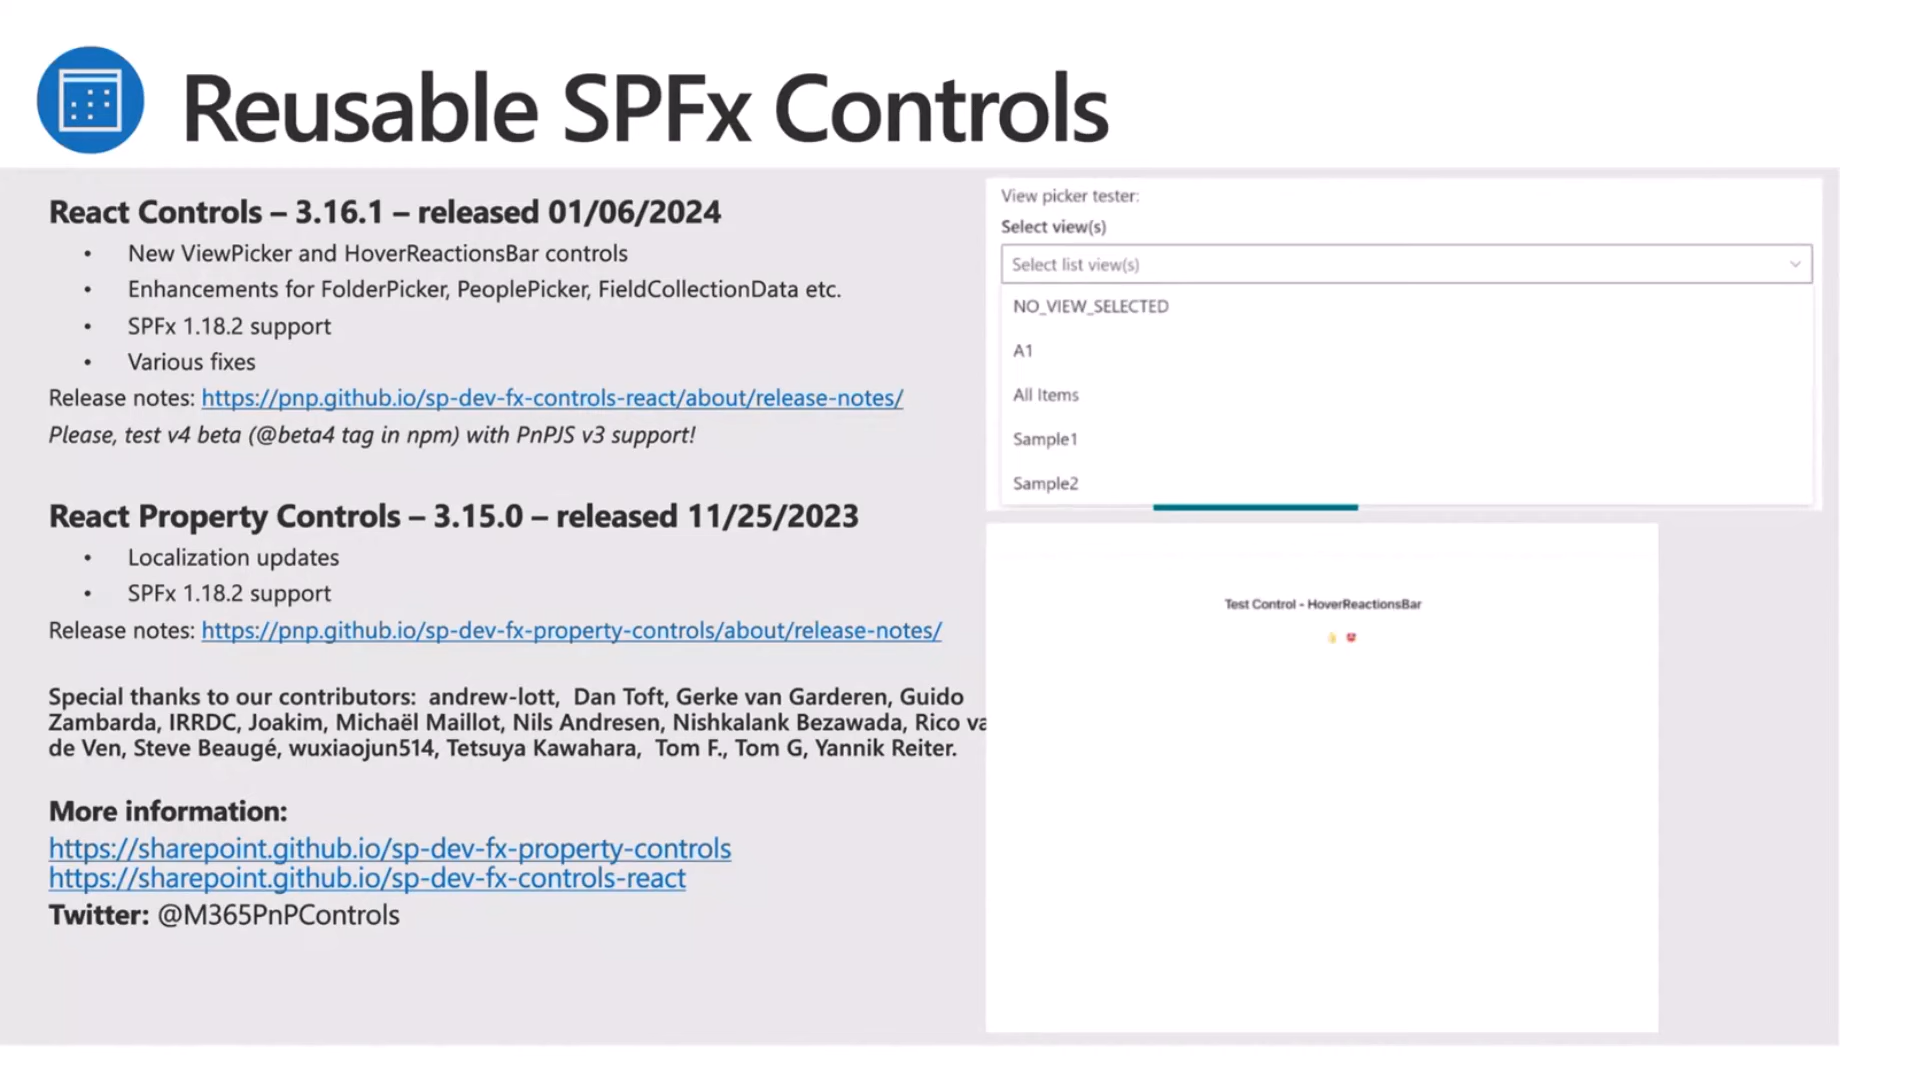 Reusable SPFx Controls
React Controls – 3.16.1 – released 01/06/2024
• New ViewPicker and HoverReactionsBar controls
• Enhancements for FolderPicker, PeoplePicker, FieldCollectionData etc.
• SPFx 1.18.2 support
• Various fixes
Release notes: https://pnp.github.io/sp-dev-fx-controls-react/about/release-notes/
Please, test v4 beta (@beta4 tag in npm) with PnPJS v3 support!
React Property Controls – 3.15.0 – released 11/25/2023
• Localization updates
• SPFx 1.18.2 support
Release notes: https://pnp.github.io/sp-dev-fx-property-controls/about/release-notes/
Special thanks to our contributors: andrew-lott, Dan Toft, Gerke van Garderen, Guido
Zambarda, IRRDC, Joakim, Michaël Maillot, Nils Andresen, Nishkalank Bezawada, Rico va
de Ven, Steve Beaugé, wuxiaojun514, Tetsuya Kawahara, Tom F., Tom G, Yannik Reiter.
More information:
https://sharepoint.github.io/sp-dev-fx-property-controls
https://sharepoint.github.io/sp-dev-fx-controls-react
Twitter: @M365PnPControls
View picker tester:
Select view(s)
Select list view(s)
NO_VIEW_SELECTED
A1
All Items
Sample1
Sample2
Test Control - HoverReactionsBar